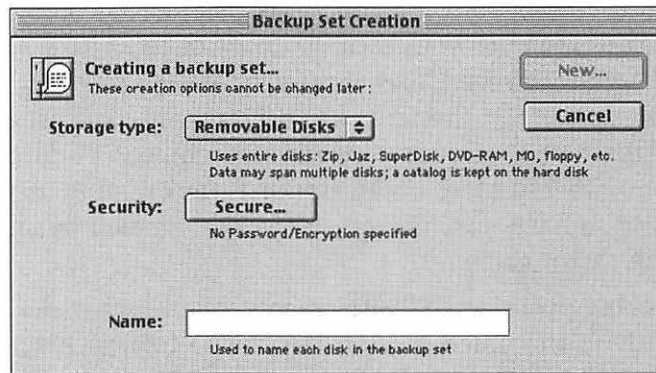 Backup Set Creation
Creating a backup set...
These creation options cannot be changed later:
New...
Cancel
Storage type: Removable Disks
Uses entire disks: Zip, Jaz, SuperDisk, DVD-RAM, MO, floppy, etc.
Data may span multiple disks; a catalog is kept on the hard disk
Security: Secure...
No Password/Encryption specified
Name:
Used to name each disk in the backup set